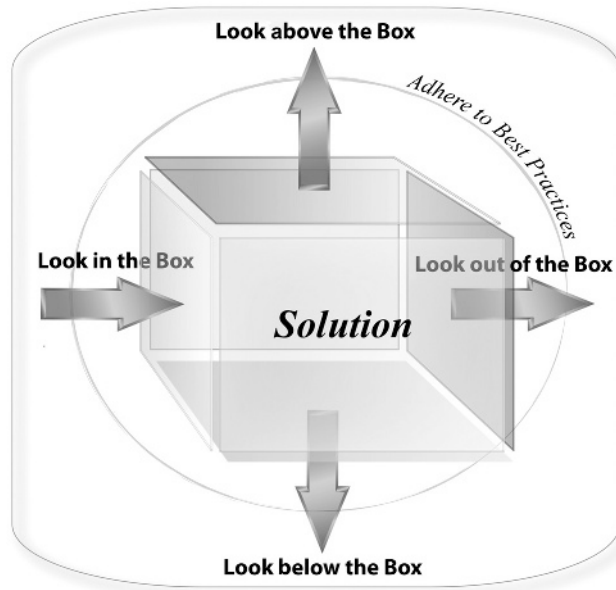 Look above the Box
Adhere to Best Practices
Look in the Box
Look out of the Box
Solution
Look below the Box